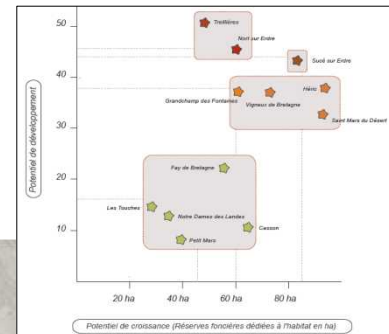 50
Treillières
Nort sur Erdre
Sucé sur Erdre
40
Héric
Grandchamp des Fontaines
Vigneux de Bretagne
Saint Mars du Désert
30
Fay de Bretagne
20
Les Touches
Notre Dames des Landes
Casson
10
Petit Mars
Potentiel de développement
20 ha
40 ha
60 ha
80 ha
Potentiel de croissance (Réserves foncières dédiées à l'habitat en ha)